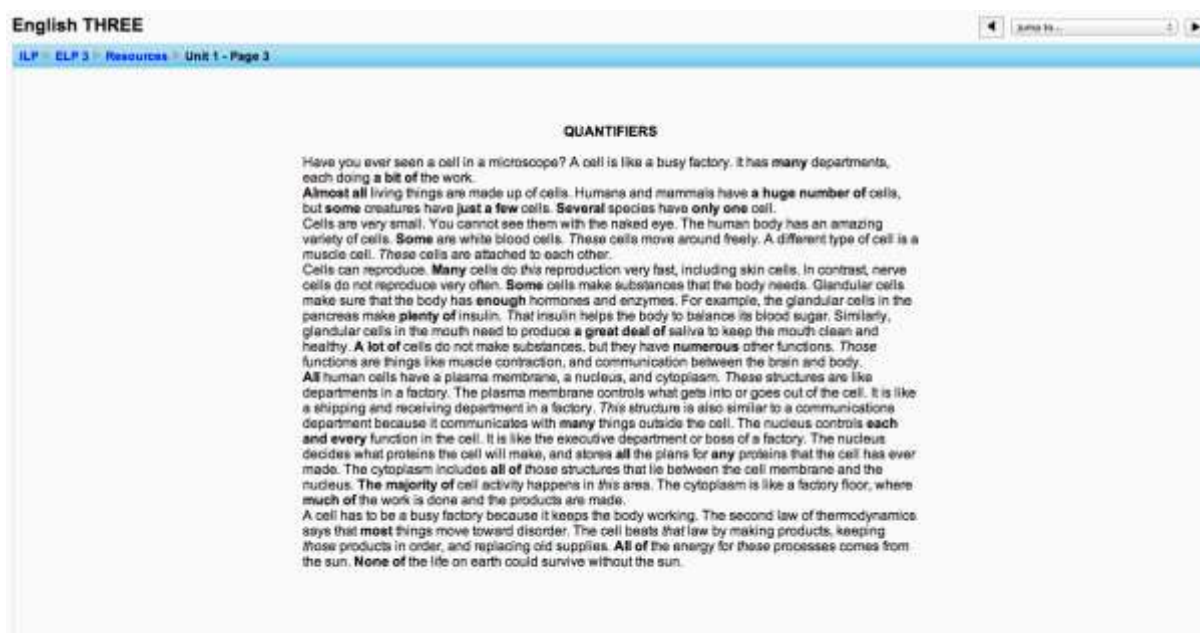 English THREE
Jump to...
ILP ELP 3 Resources Unit 1 - Page 3
QUANTIFIERS
Have you ever seen a cell in a microscope? A cell is like a busy factory. It has many departments,
each doing a bit of the work.
Almost all living things are made up of cells. Humans and mammals have a huge number of cells,
but some creatures have just a few cells. Several species have only one cell.
Cells are very small. You cannot see them with the naked eye. The human body has an amazing
variety of cells. Some are white blood cells. These cells move around freely. A different type of cell is a
muscle cell. These cells are attached to each other.
Cells can reproduce. Many cells do this reproduction very fast, including skin cells. In contrast, nerve
cells do not reproduce very often. Some cells make substances that the body needs. Glandular cells
make sure that the body has enough hormones and enzymes. For example, the glandular cells in the
pancreas make plenty of insulin. That insulin helps the body to balance its blood sugar. Similarly,
glandular cells in the mouth need to produce a great deal of saliva to keep the mouth clean and
healthy. A lot of cells do not make substances, but they have numerous other functions. Those
functions are things like muscle contraction, and communication between the brain and body.
All human cells have a plasma membrane, a nucleus, and cytoplasm. These structures are like
departments in a factory. The plasma membrane controls what gets into or goes out of the cell. It is like
a shipping and receiving department in a factory. This structure is also similar to a communications
department because it communicates with many things outside the cell. The nucleus controls each
and every function in the cell. It is like the executive department or boss of a factory. The nucleus
decides what proteins the cell will make, and stores all the plans for any proteins that the cell has ever
made. The cytoplasm includes all of those structures that lie between the cell membrane and the
nucleus. The majority of cell activity happens in this area. The cytoplasm is like a factory floor, where
much of the work is done and the products are made.
A cell has to be a busy factory because it keeps the body working. The second law of thermodynamics
says that most things move toward disorder. The cell beats that law by making products, keeping
those products in order, and replacing old supplies. All of the energy for these processes comes from
the sun. None of the life on earth could survive without the sun.